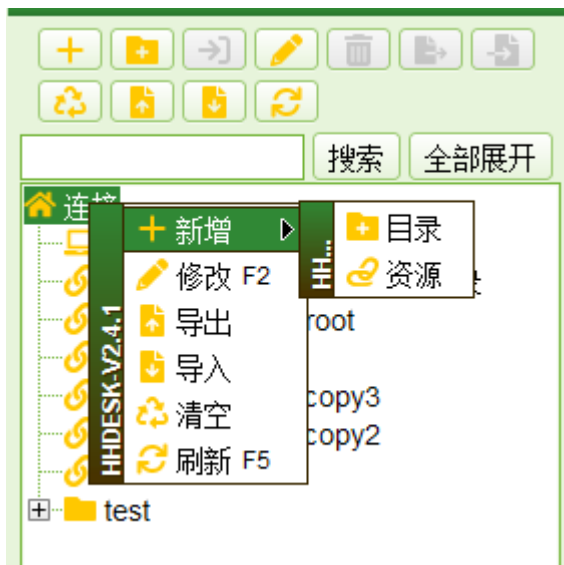 搜索 全部展开
连接
HHDESK-V2.4.1
新增
修改 F2
导出
导入
清空
刷新 F5
HH...
目录
资源
root
copy3
copy2
test